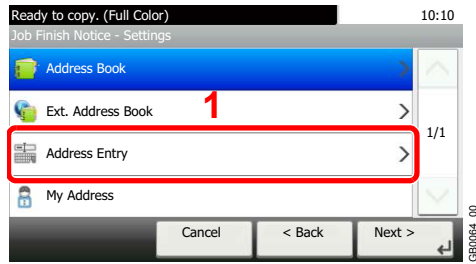 Ready to copy. (Full Color) 10:10
Job Finish Notice - Settings
Address Book
Ext. Address Book
1
1/1
Address Entry
My Address
Cancel < Back Next >
GB0064_00